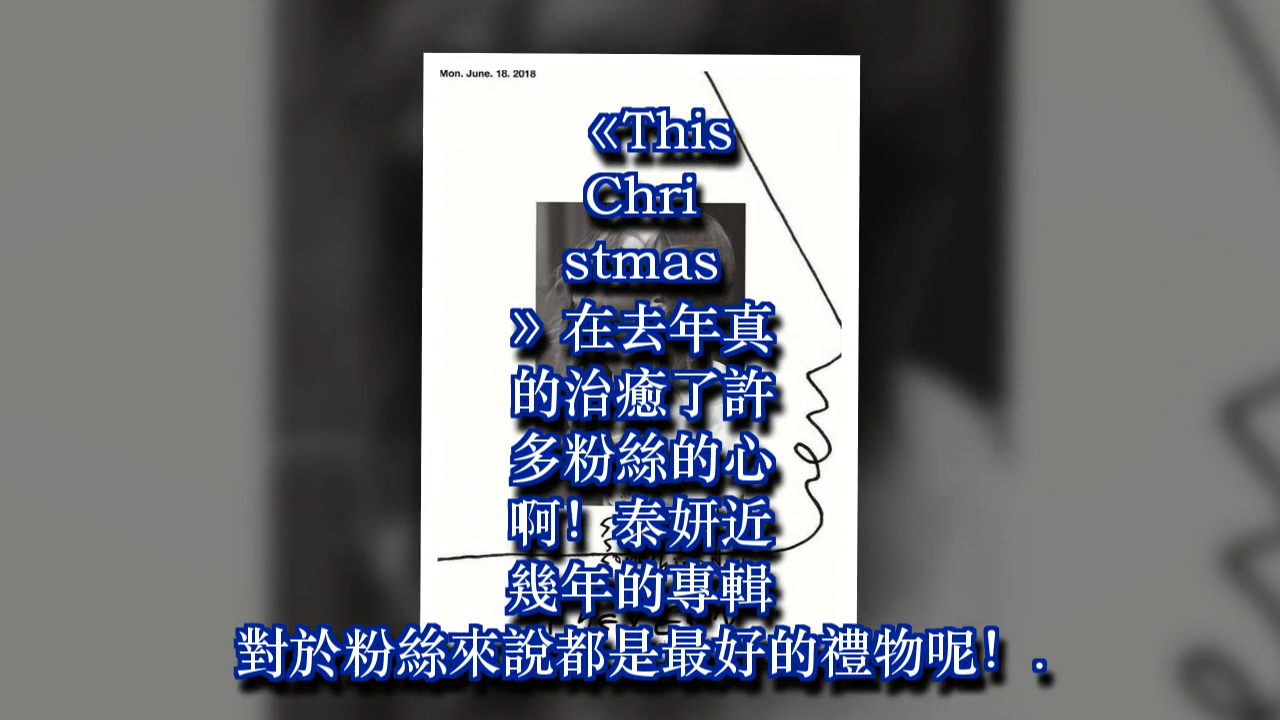 Mon. June. 18. 2018
《This
Chri
stmas
》在去年真
的治癒了許
多粉絲的心
啊！泰妍近
幾年的專輯
對於粉絲來說都是最好的禮物呢！.